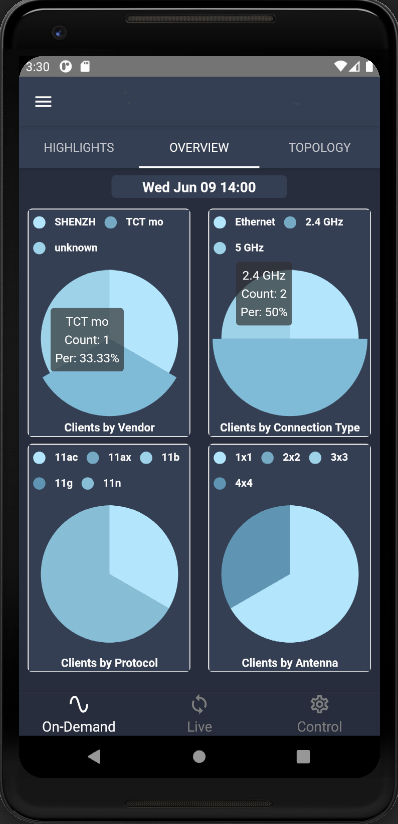 3:30
HIGHLIGHTS OVERVIEW TOPOLOGY
Wed Jun 09 14:00
SHENZH TCT mo
unknown
TCT mo
Count: 1
Per: 33.33%
Clients by Vendor
Ethernet 2.4 GHz
5 GHz
2.4 GHz
Count: 2
Per: 50%
Clients by Connection Type
11ac 11ax 11b
11g 11n
Clients by Protocol
1x1 2x2 3x3
4x4
Clients by Antenna
On-Demand Live Control